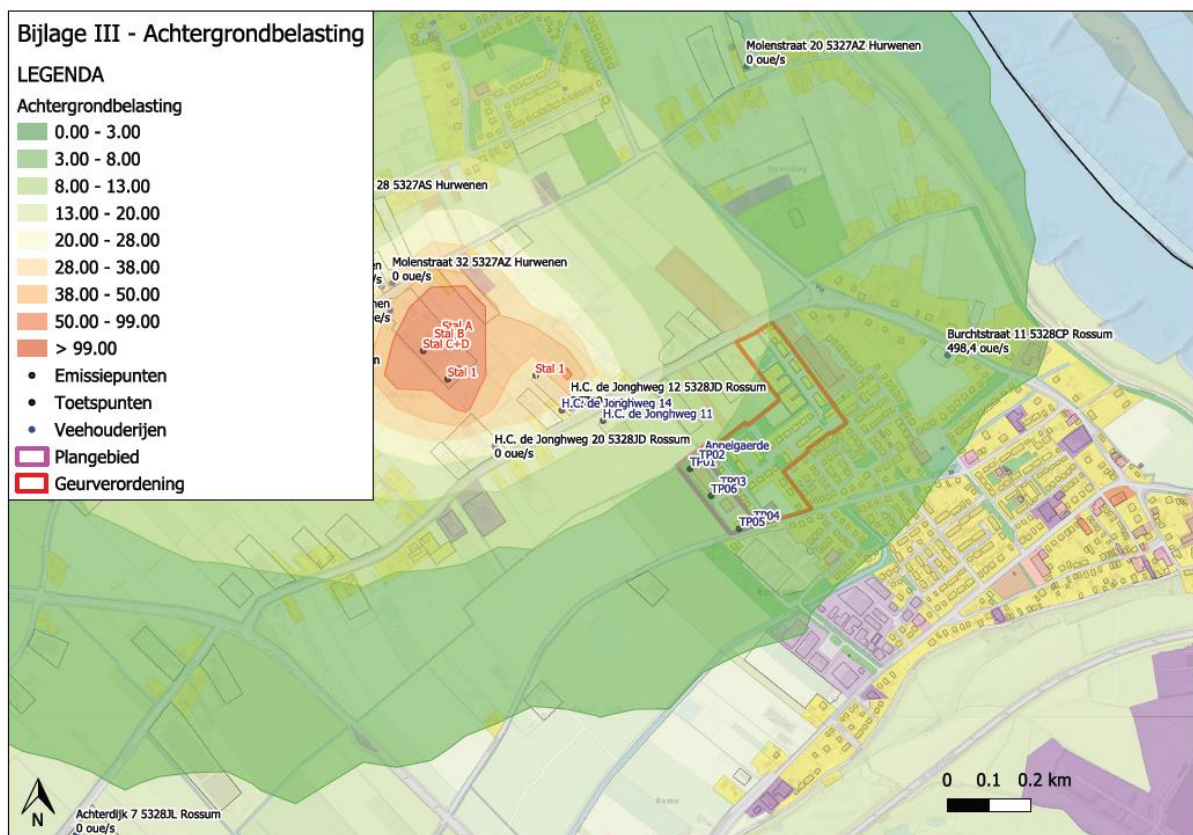 Bijlage III - Achtergrondbelasting
LEGENDA
Achtergrondbelasting
0.00 - 3.00
3.00 - 8.00
8.00 - 13.00
13.00 - 20.00
20.00 - 28.00
28.00 - 38.00
38.00 - 50.00
50.00 - 99.00
> 99.00
Emissiepunten
Toetspunten
Veehouderijen
Plangebied
Geurverordening
Molenstraat 20 5327AZ Hurwenen
0 oue/s
28 5327AS Hurwenen
Molenstraat 32 5327AZ Hurwenen
0 oue/s
Stal A
Stal B
Stal C+D
Stal 1
Stal 1
Burchtstraat 11 5328CP Rossum
498,4 oue/s
H.C. de Jonghweg 12 5328JD Rossum
H.C. de Jonghweg 14
H.C. de Jonghweg 11
H.C. de Jonghweg 20 5328JD Rossum
0 oue/s
Appelgaerde
TP02
TP01
TP03
TP06
TP04
TP05
Rossum
Rome
0 0.1 0.2 km
N
Achterdijk 7 5328JL Rossum
0 oue/s